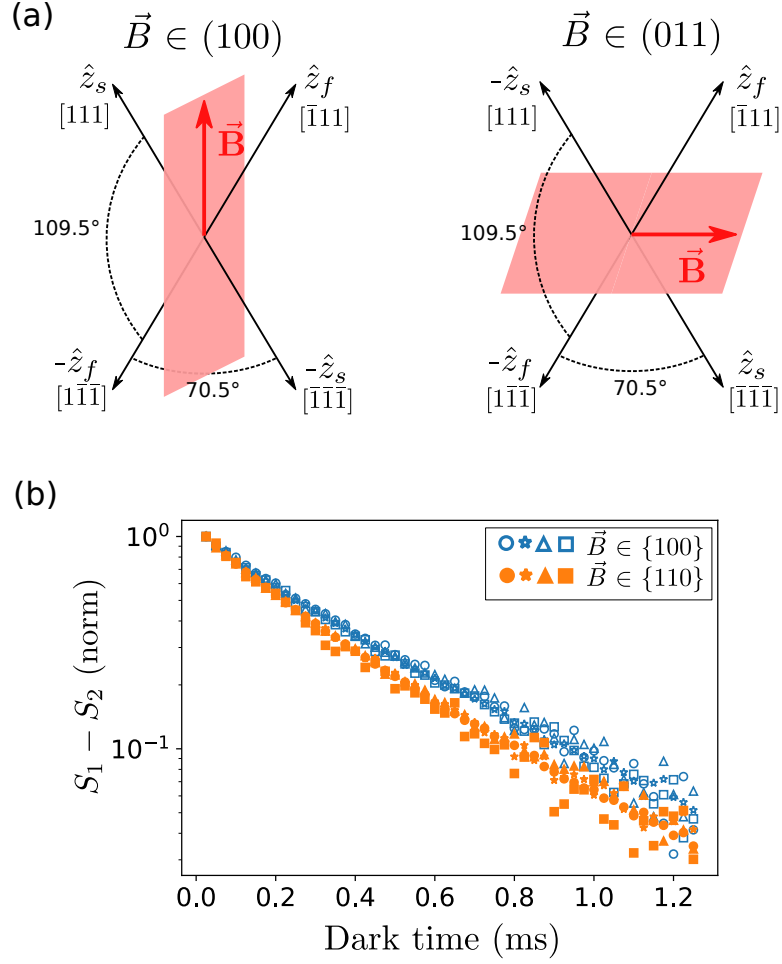 (a)
B⃗ ∈ (100)
B⃗ ∈ (011)
ẑs
[111]
ẑf
[1̄11]
B⃗
109.5°
-ẑf
[11̄1̄]
70.5°
-ẑs
[1̄1̄1̄]
-ẑs
[111]
ẑf
[1̄11]
B⃗
109.5°
-ẑf
[11̄1̄]
70.5°
ẑs
[1̄1̄1̄]
(b)
B⃗ ∈ {100}
B⃗ ∈ {110}
S₁ − S₂ (norm)
10⁰
10⁻¹
0.0 0.2 0.4 0.6 0.8 1.0 1.2
Dark time (ms)